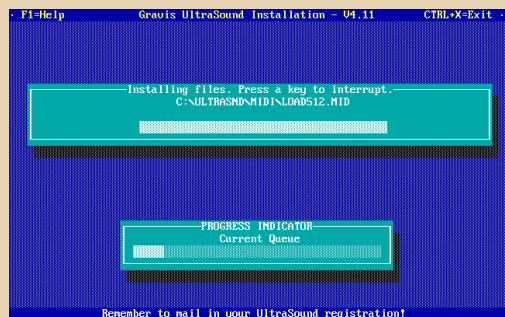 F1=Help Gravis UltraSound Installation - V4.11 CTRL+X=Exit
Installing files. Press a key to interrupt.
C:\ULTRASND\MIDI\LOAD512.MID
PROGRESS INDICATOR
Current Queue
Remember to mail in your UltraSound registration!